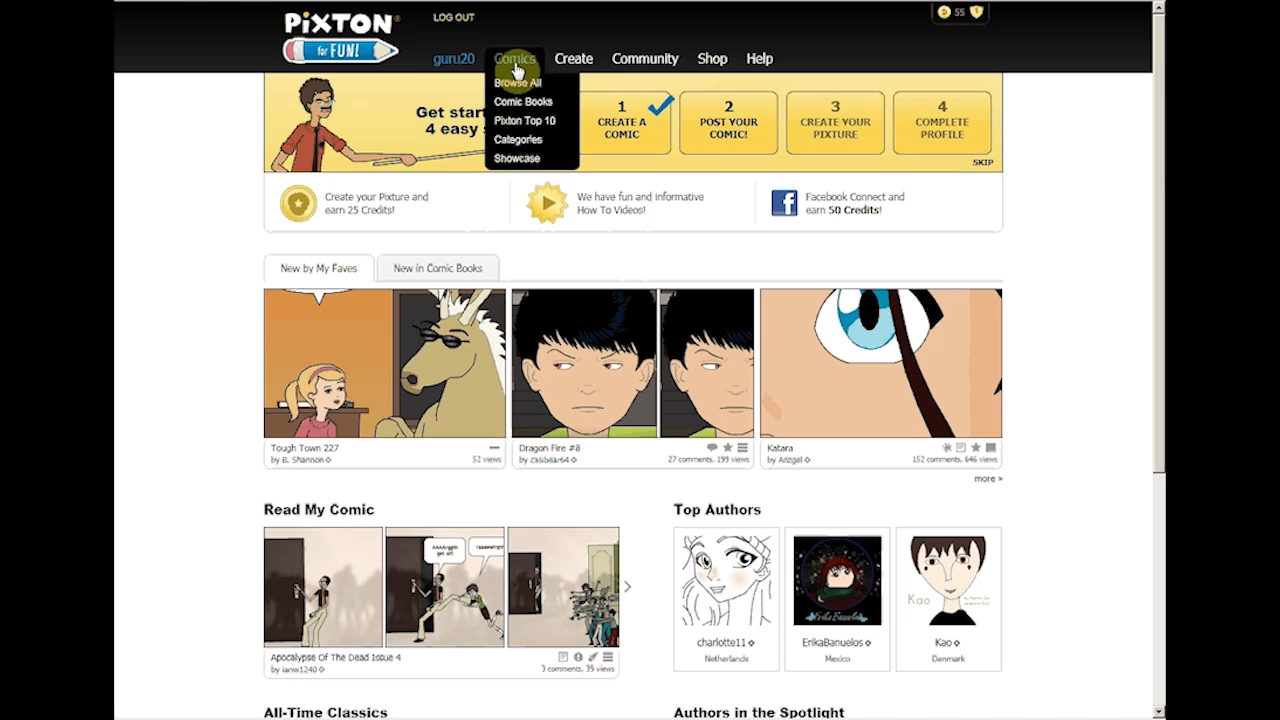 PiXTON®
for FUN!
LOG OUT
55
guru20 Comics Create Community Shop Help
Browse All
Comic Books
Pixton Top 10
Categories
Showcase
Get star
4 easy s
1
CREATE A
COMIC
2
POST YOUR
COMIC!
3
CREATE YOUR
PIXTURE
4
COMPLETE
PROFILE
SKIP
Create your Pixture and
earn 25 Credits!
We have fun and informative
How To Videos!
Facebook Connect and
earn 50 Credits!
New by My Faves
New in Comic Books
Tough Town 227
by B. Shannon
52 views
Dragon Fire #8
by casibear64
27 comments, 199 views
Katara
by Anzgel
152 comments, 646 views
more »
Read My Comic
Apocalypse Of The Dead Issue 4
by ianw1240
3 comments, 39 views
Top Authors
charlotte11
Netherlands
ErikaBanuelos
Mexico
Kao
Kao
Denmark
All-Time Classics
Authors in the Spotlight